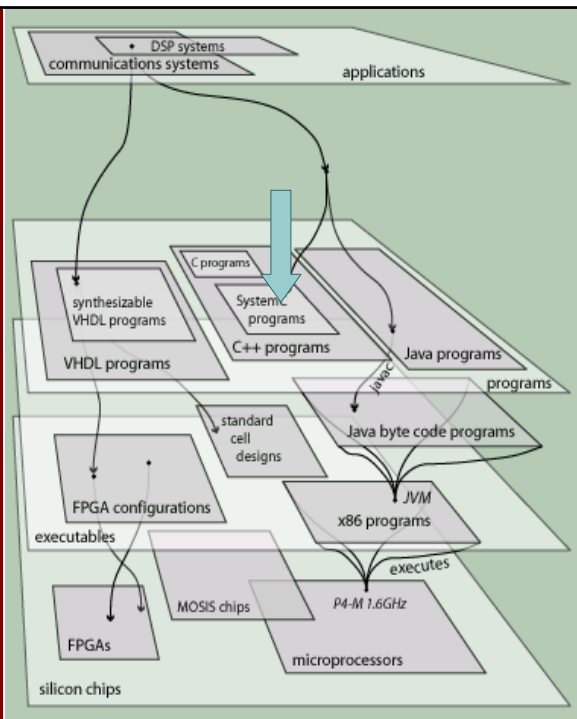 DSP systems
communications systems
applications
C programs
synthesizable
VHDL programs
SystemC
programs
C++ programs
VHDL programs
Java programs
programs
javac
standard
cell
designs
Java byte code programs
FPGA configurations
JVM
x86 programs
executables
executes
MOSIS chips
P4-M 1.6GHz
FPGAs
microprocessors
silicon chips